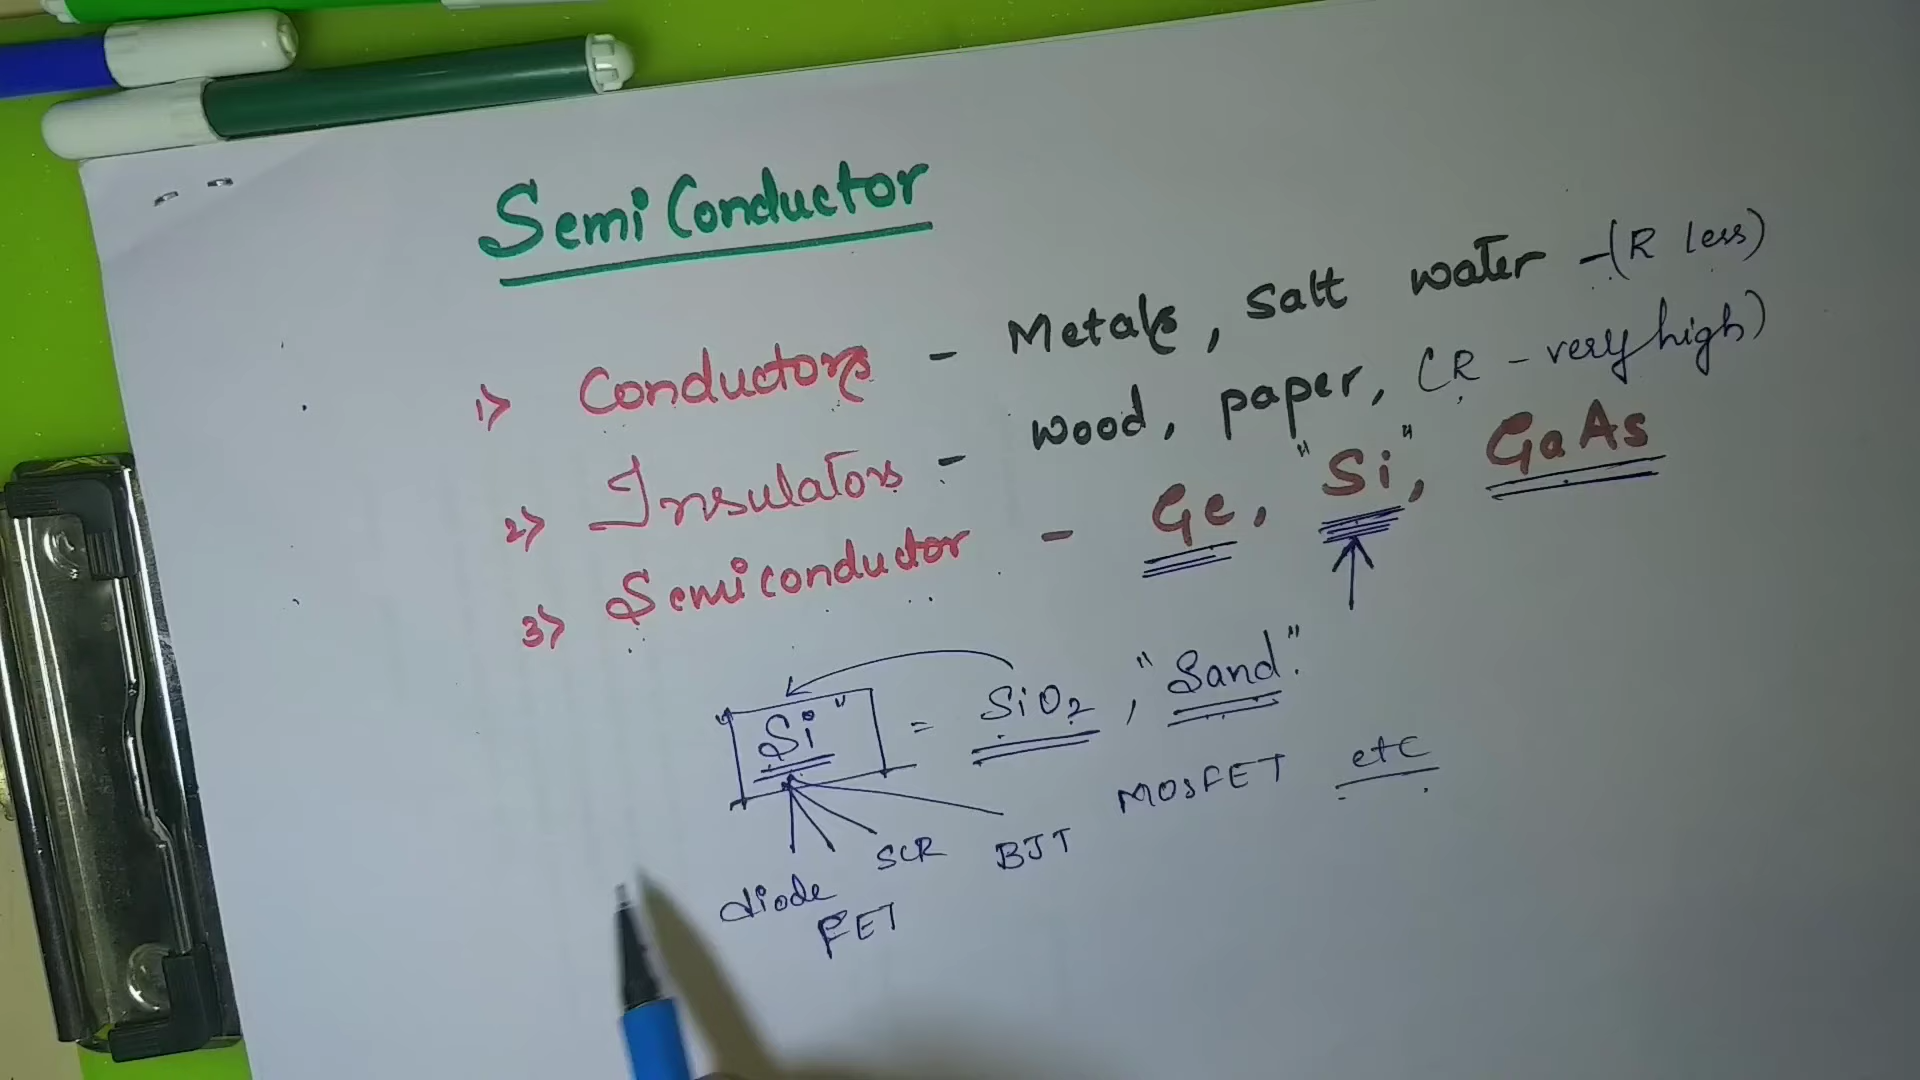 Semi Conductor
1) Conductors - Metals, Salt water -(R less)
2) Insulators - wood, paper, (R - very high)
3) Semiconductor - Ge, "Si", GaAs
"Si" = SiO2, "Sand".
diode FET SCR BJT MOSFET etc